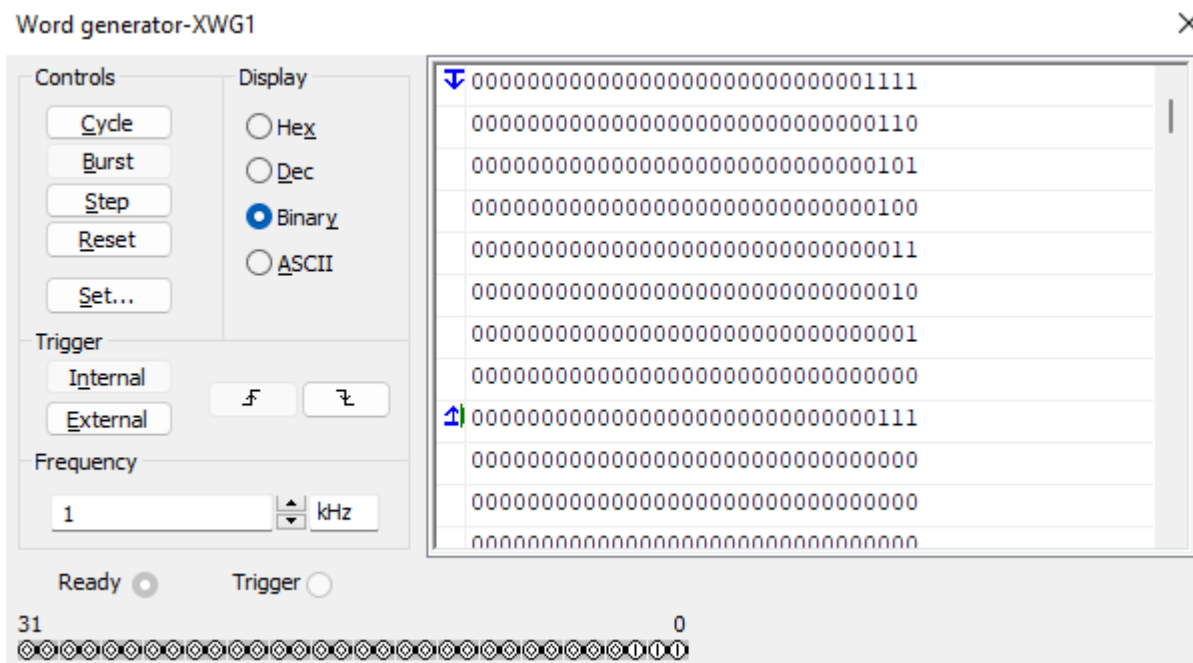 Word generator-XWG1
Controls
Cycle
Burst
Step
Reset
Set...
Display
Hex
Dec
Binary
ASCII
Trigger
Internal
External
Frequency
1
kHz
00000000000000000000000000001111
00000000000000000000000000000110
00000000000000000000000000000101
00000000000000000000000000000100
00000000000000000000000000000011
00000000000000000000000000000010
00000000000000000000000000000001
00000000000000000000000000000000
00000000000000000000000000000111
00000000000000000000000000000000
00000000000000000000000000000000
00000000000000000000000000000000
Ready
Trigger
31
0